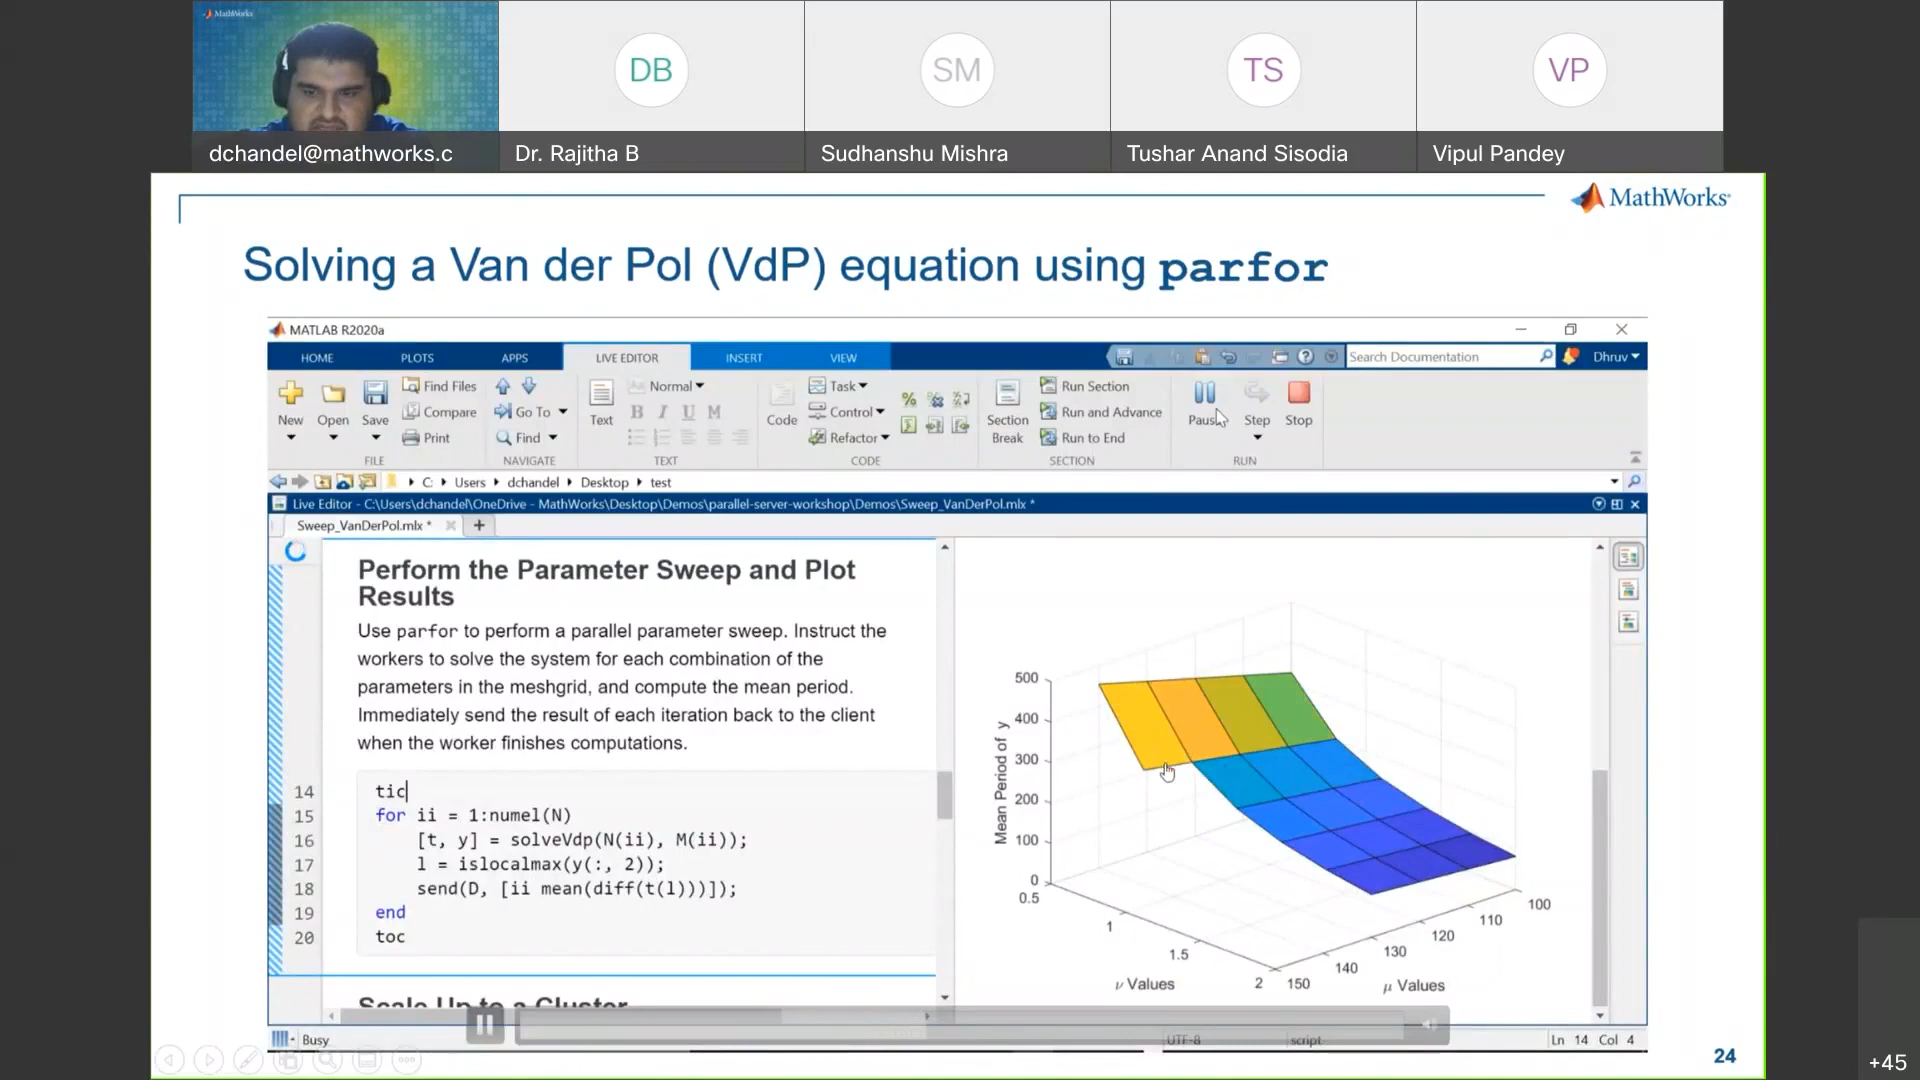 MathWorks
DB
SM
TS
VP
dchandel@mathworks.c
Dr. Rajitha B
Sudhanshu Mishra
Tushar Anand Sisodia
Vipul Pandey
MathWorks
Solving a Van der Pol (VdP) equation using parfor
MATLAB R2020a
HOME PLOTS APPS LIVE EDITOR INSERT VIEW
Search Documentation
Dhruv
New
Open
Save
Find Files
Compare
Print
FILE
Go To
Find
NAVIGATE
Text
Normal
B I U M
TEXT
Code
Task
Control
Refactor
CODE
Section Break
Run Section
Run and Advance
Run to End
SECTION
Paus
Step
Stop
RUN
C: Users dchandel Desktop test
Live Editor - C:\Users\dchandel\OneDrive - MathWorks\Desktop\Demos\parallel-server-workshop\Demos\Sweep_VanDerPol.mlx *
Sweep_VanDerPol.mlx *
Perform the Parameter Sweep and Plot
Results
Use parfor to perform a parallel parameter sweep. Instruct the
workers to solve the system for each combination of the
parameters in the meshgrid, and compute the mean period.
Immediately send the result of each iteration back to the client
when the worker finishes computations.
14 tic
15 for ii = 1:numel(N)
16 [t, y] = solveVdp(N(ii), M(ii));
17 l = islocalmax(y(:, 2));
18 send(D, [ii mean(diff(t(l)))]);
19 end
20 toc
Scale Up to a Cluster
Mean Period of y
500
400
300
200
100
0
0.5
1
1.5
2
ν Values
150
140
130
120
110
100
μ Values
Busy
UTF-8
script
Ln 14 Col 4
24
+45